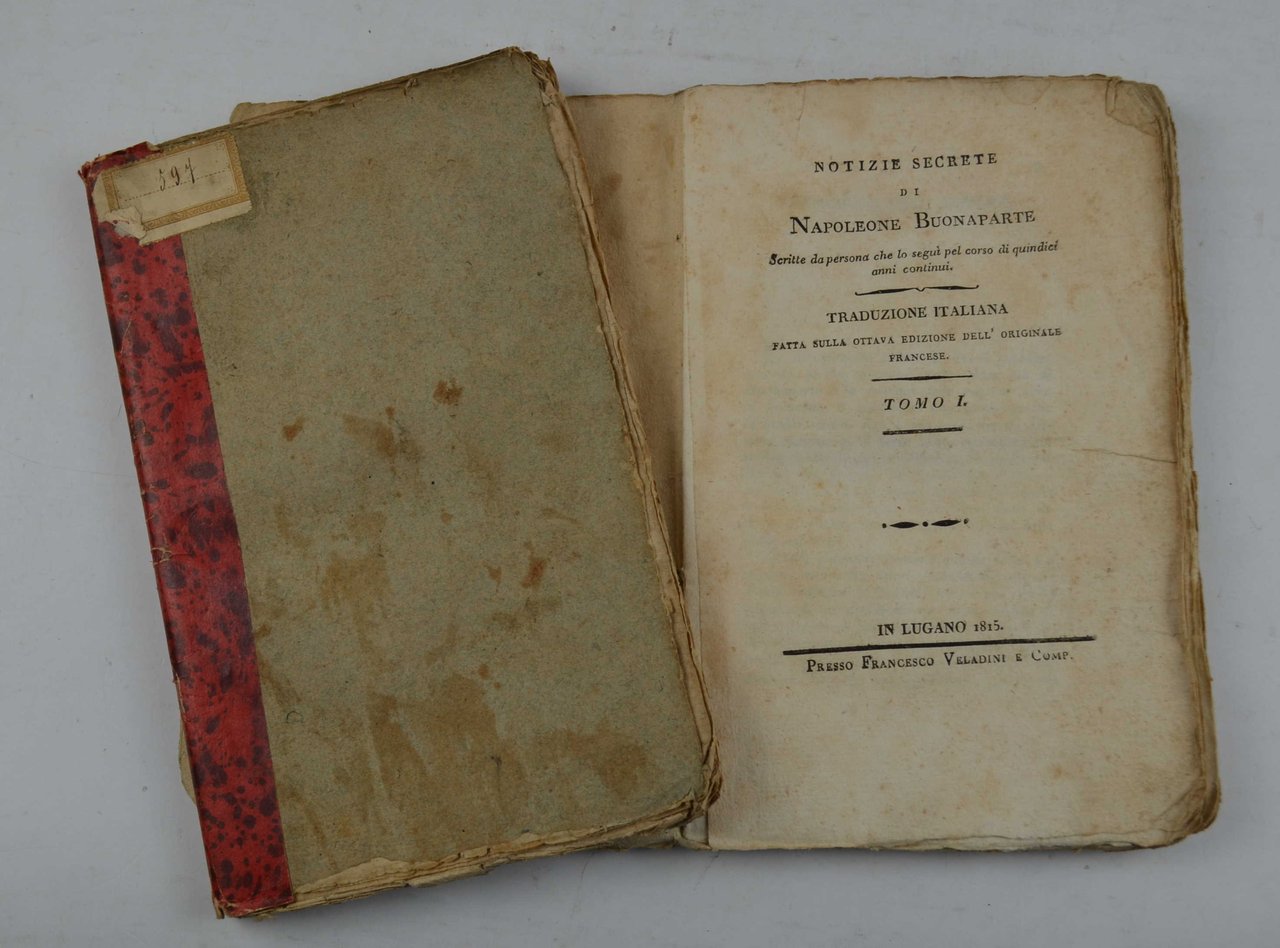 597
NOTIZIE SECRETE
DI
NAPOLEONE BUONAPARTE
Scritte da persona che lo seguì pel corso di quindici
anni continui.
TRADUZIONE ITALIANA
FATTA SULLA OTTAVA EDIZIONE DELL' ORIGINALE
FRANCESE.
TOMO I.
IN LUGANO 1815.
PRESSO FRANCESCO VELADINI E COMP.